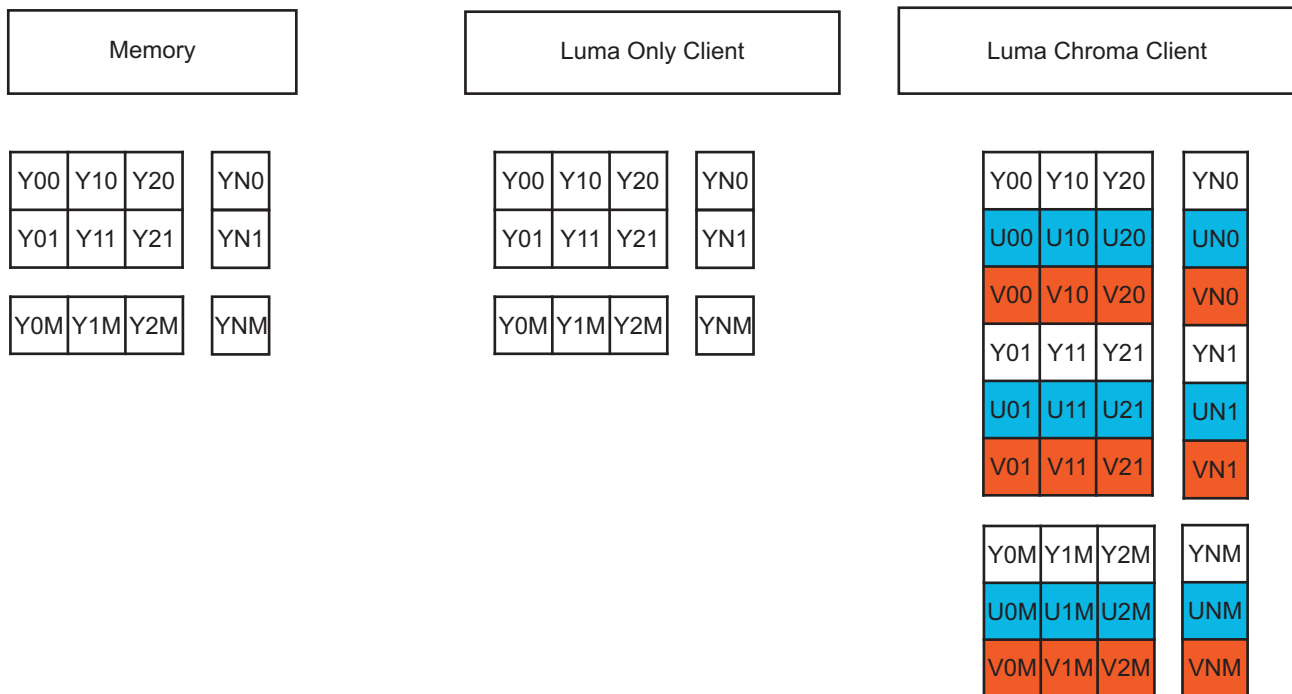 Memory
Luma Only Client
Luma Chroma Client
Y00 Y10 Y20 YN0
Y01 Y11 Y21 YN1
Y0M Y1M Y2M YNM
Y00 Y10 Y20 YN0
Y01 Y11 Y21 YN1
Y0M Y1M Y2M YNM
Y00 Y10 Y20 YN0
U00 U10 U20 UN0
V00 V10 V20 VN0
Y01 Y11 Y21 YN1
U01 U11 U21 UN1
V01 V11 V21 VN1
Y0M Y1M Y2M YNM
U0M U1M U2M UNM
V0M V1M V2M VNM